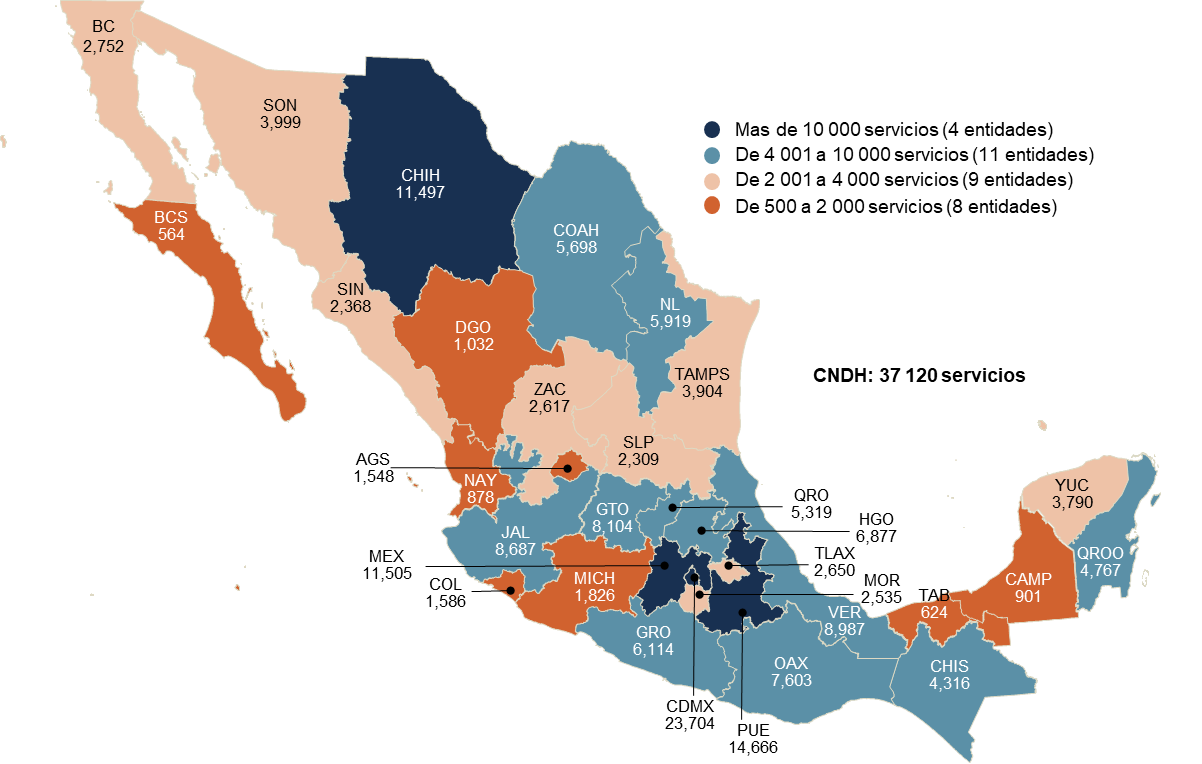 BC
2,752
SON
3,999
CHIH
11,497
Mas de 10 000 servicios (4 entidades)
De 4 001 a 10 000 servicios (11 entidades)
De 2 001 a 4 000 servicios (9 entidades)
De 500 a 2 000 servicios (8 entidades)
BCS
564
COAH
5,698
SIN
2,368
NL
5,919
DGO
1,032
CNDH: 37 120 servicios
TAMPS
3,904
ZAC
2,617
SLP
2,309
AGS
1,548
NAY
878
YUC
3,790
QRO
5,319
GTO
8,104
HGO
6,877
JAL
8,687
MEX
11,505
TLAX
2,650
QROO
4,767
COL
1,586
MICH
1,826
MOR
2,535
CAMP
901
TAB
624
VER
8,987
GRO
6,114
OAX
7,603
CHIS
4,316
CDMX
23,704
PUE
14,666